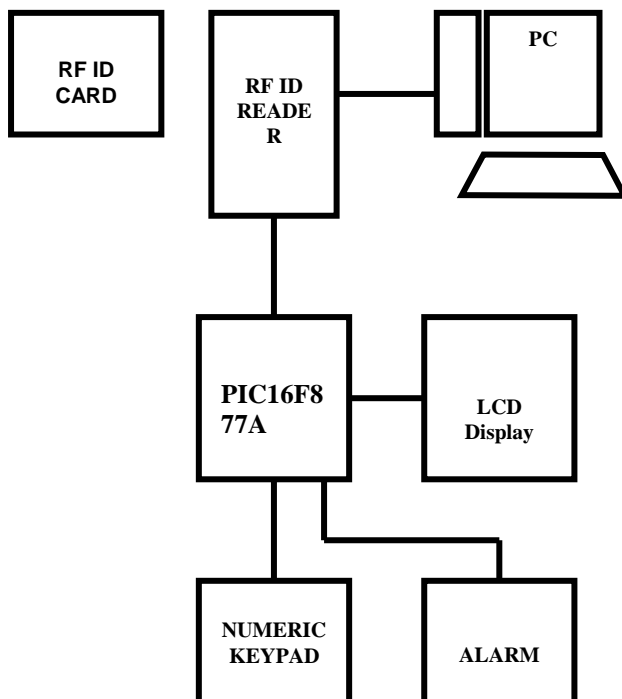 RF ID
CARD
RF ID
READE
R
PC
PIC16F8
77A
LCD
Display
NUMERIC
KEYPAD
ALARM